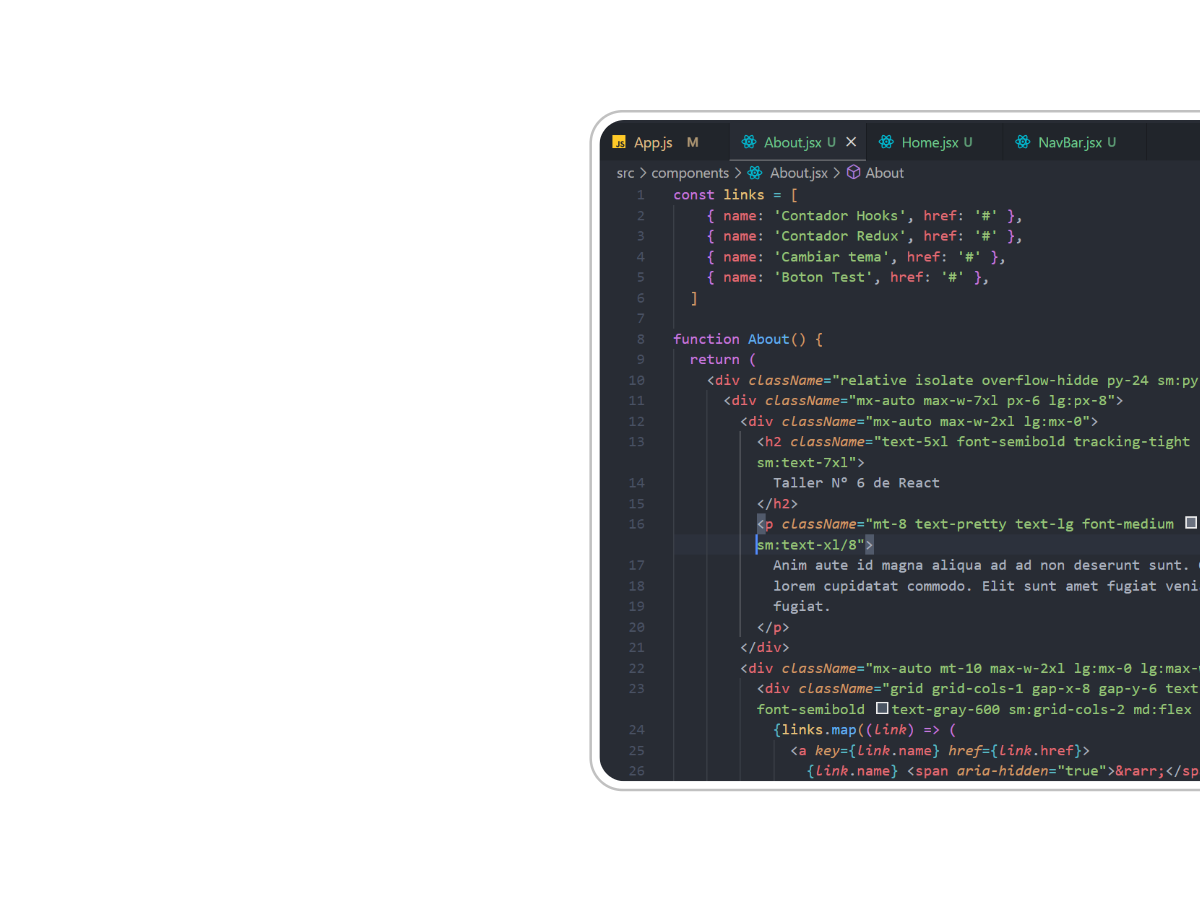 JS App.js M About.jsx U × Home.jsx U NavBar.jsx U
src > components > About.jsx > About
1 const links = [
2 { name: 'Contador Hooks', href: '#' },
3 { name: 'Contador Redux', href: '#' },
4 { name: 'Cambiar tema', href: '#' },
5 { name: 'Boton Test', href: '#' },
6 ]
7
8 function About() {
9 return (
10 <div className="relative isolate overflow-hidde py-24 sm:py
11 <div className="mx-auto max-w-7xl px-6 lg:px-8">
12 <div className="mx-auto max-w-2xl lg:mx-0">
13 <h2 className="text-5xl font-semibold tracking-tight
sm:text-7xl">
14 Taller N° 6 de React
15 </h2>
16 <p className="mt-8 text-pretty text-lg font-medium
sm:text-xl/8">
17 Anim aute id magna aliqua ad ad non deserunt sunt.
18 lorem cupidatat commodo. Elit sunt amet fugiat veni
19 fugiat.
20 </p>
21 </div>
22 <div className="mx-auto mt-10 max-w-2xl lg:mx-0 lg:max-
23 <div className="grid grid-cols-1 gap-x-8 gap-y-6 text
font-semibold text-gray-600 sm:grid-cols-2 md:flex
24 {links.map((link) => (
25 <a key={link.name} href={link.href}>
26 {link.name} <span aria-hidden="true">&rarr;</sp